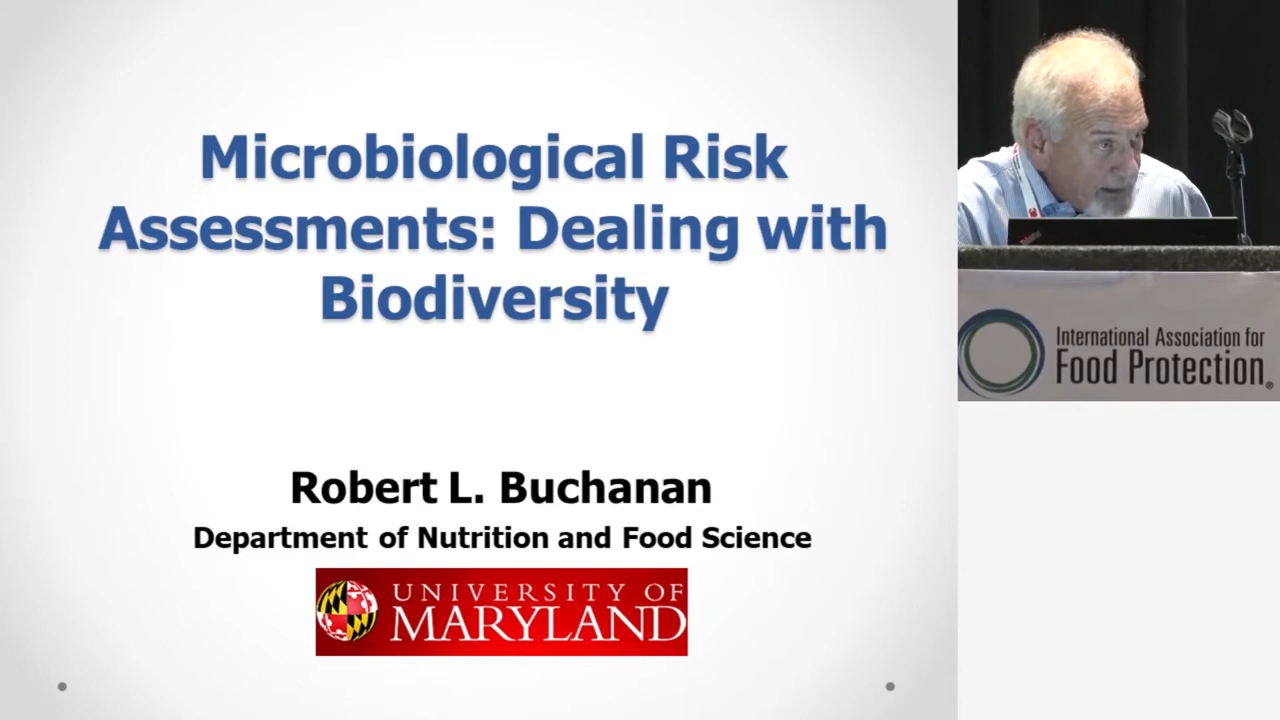 Microbiological Risk
Assessments: Dealing with
Biodiversity
Robert L. Buchanan
Department of Nutrition and Food Science
UNIVERSITY OF
MARYLAND
International Association for
Food Protection®